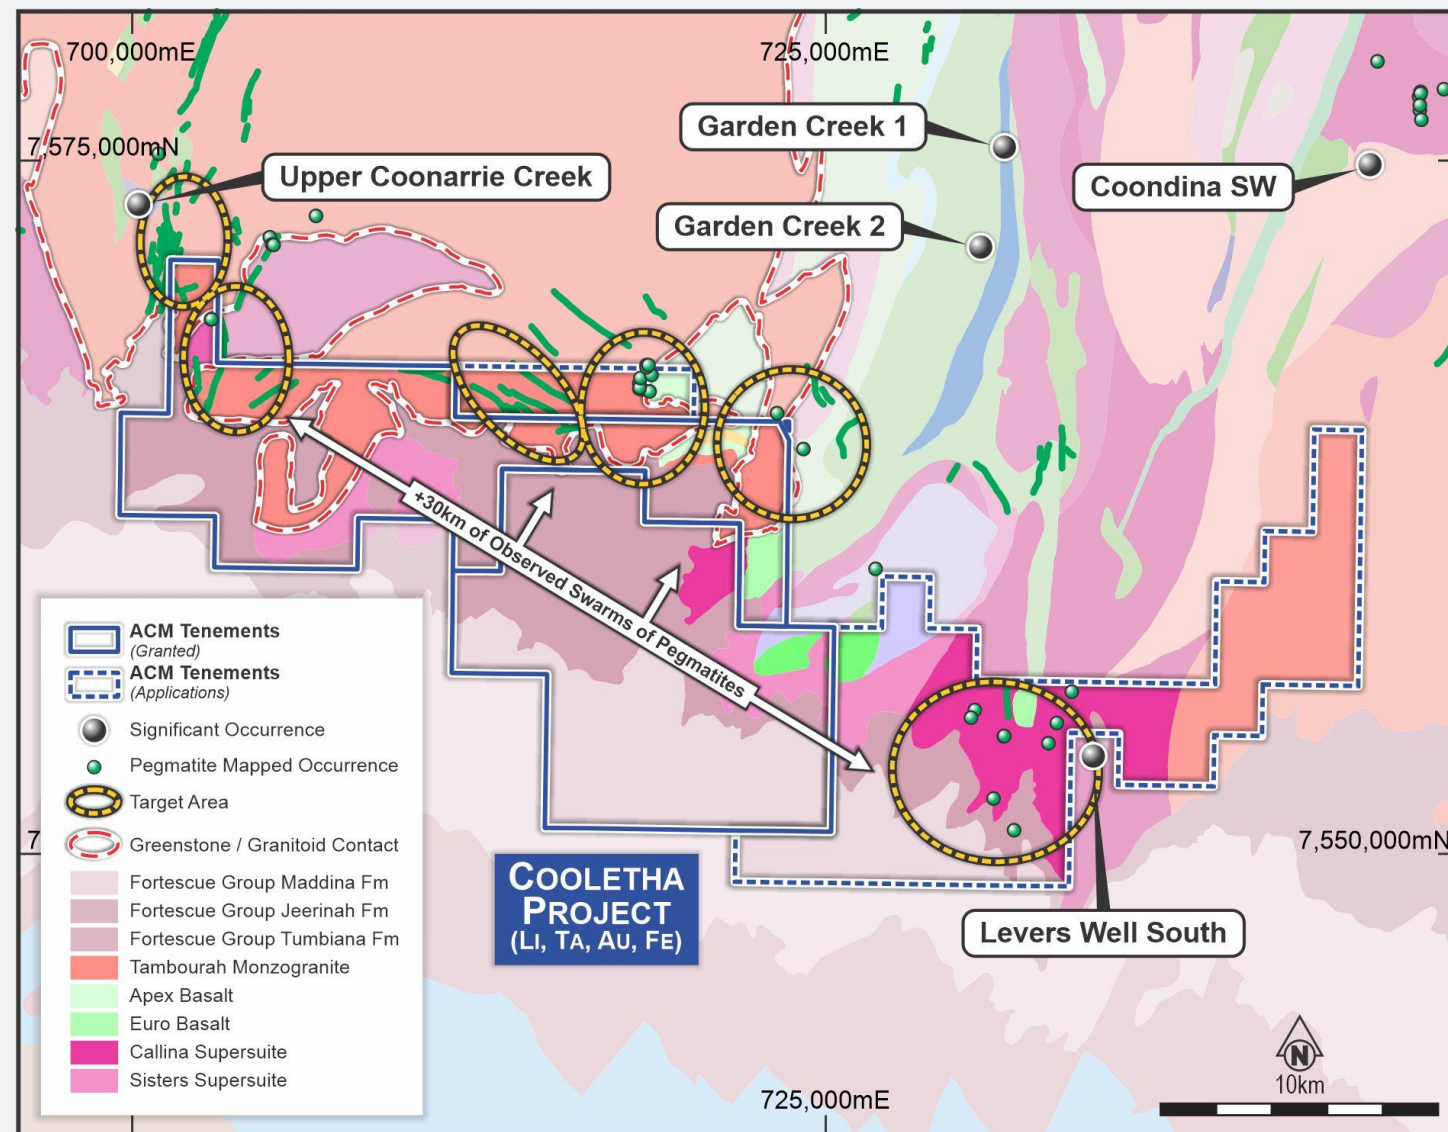 700,000mE
725,000mE
7,575,000mN
Upper Coonarrie Creek
Garden Creek 1
Coondina SW
Garden Creek 2
+30km of Observed Swarms of Pegmatites
ACM Tenements
(Granted)
ACM Tenements
(Applications)
Significant Occurrence
Pegmatite Mapped Occurrence
Target Area
Greenstone / Granitoid Contact
Fortescue Group Maddina Fm
Fortescue Group Jeerinah Fm
Fortescue Group Tumbiana Fm
Tambourah Monzogranite
Apex Basalt
Euro Basalt
Callina Supersuite
Sisters Supersuite
7
7,550,000mN
COOLETHA
PROJECT
(LI, TA, AU, FE)
Levers Well South
N
10km
725,000mE